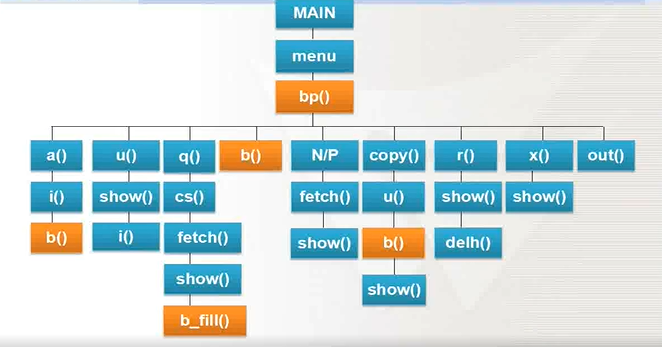 MAIN
menu
bp()
a() u() q() b() N/P copy() r() x() out()
i() show() cs() fetch() u() show() show()
b() i() fetch() show() b() delh()
show() show()
b_fill()